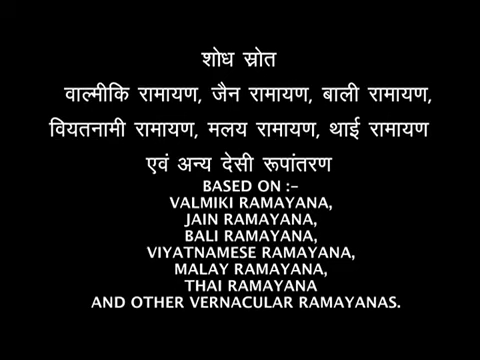 शोध स्रोत
वाल्मीकि रामायण, जैन रामायण, बाली रामायण,
वियतनामी रामायण, मलय रामायण, थाई रामायण
एवं अन्य देसी रूपांतरण
BASED ON :-
VALMIKI RAMAYANA,
JAIN RAMAYANA,
BALI RAMAYANA,
VIYATNAMESE RAMAYANA,
MALAY RAMAYANA,
THAI RAMAYANA
AND OTHER VERNACULAR RAMAYANAS.